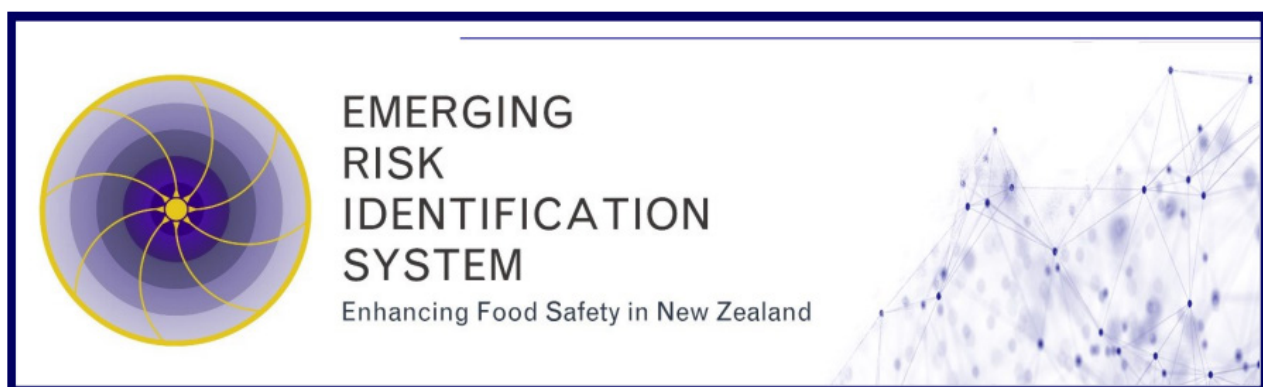 EMERGING
RISK
IDENTIFICATION
SYSTEM
Enhancing Food Safety in New Zealand